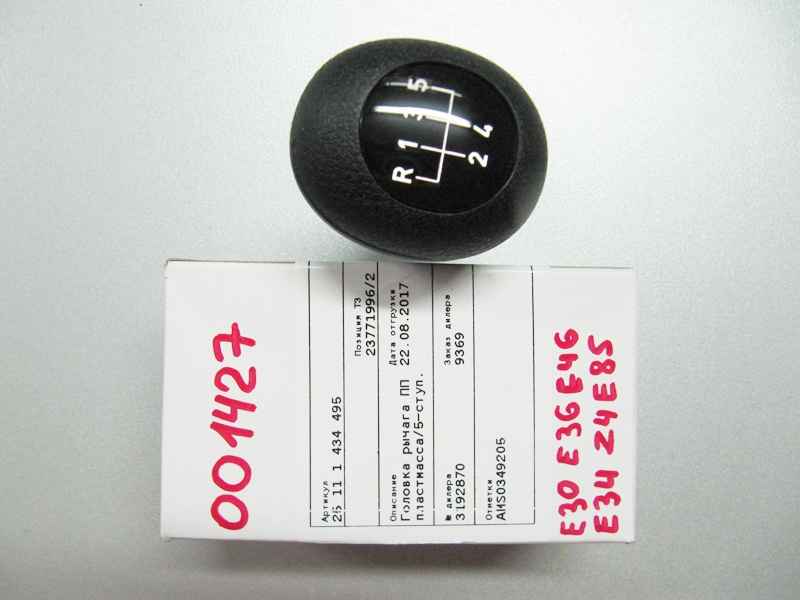 R 1 3 5
2 4
001427
Артикул
25 11 1 434 495
Позиция ТЗ
23771996/2
Описание
Головка рычага ПП
пластмасса/5-ступ.
Дата отгрузки
22.08.2017
№ дилера
3192870
Заказ дилера
9369
Отметки
AMS0349205
E30 E36 E46
E34 Z4 E85